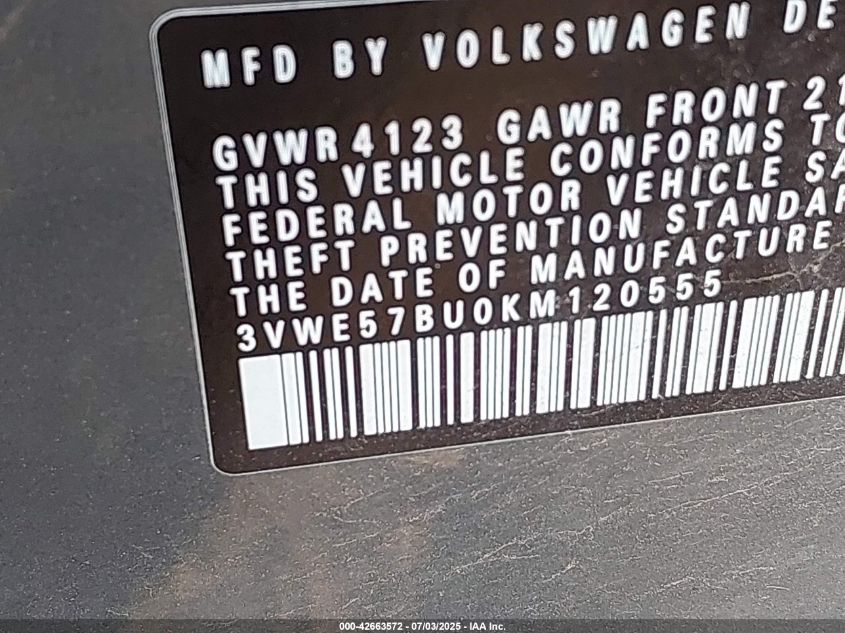 MFD BY VOLKSWAGEN DE
GVWR 4123 GAWR FRONT 21
THIS VEHICLE CONFORMS TO
FEDERAL MOTOR VEHICLE SA
THEFT PREVENTION STANDAR
THE DATE OF MANUFACTURE
3VWE57BU0KM120555
000-42663572 - 07/03/2025 - IAA Inc.